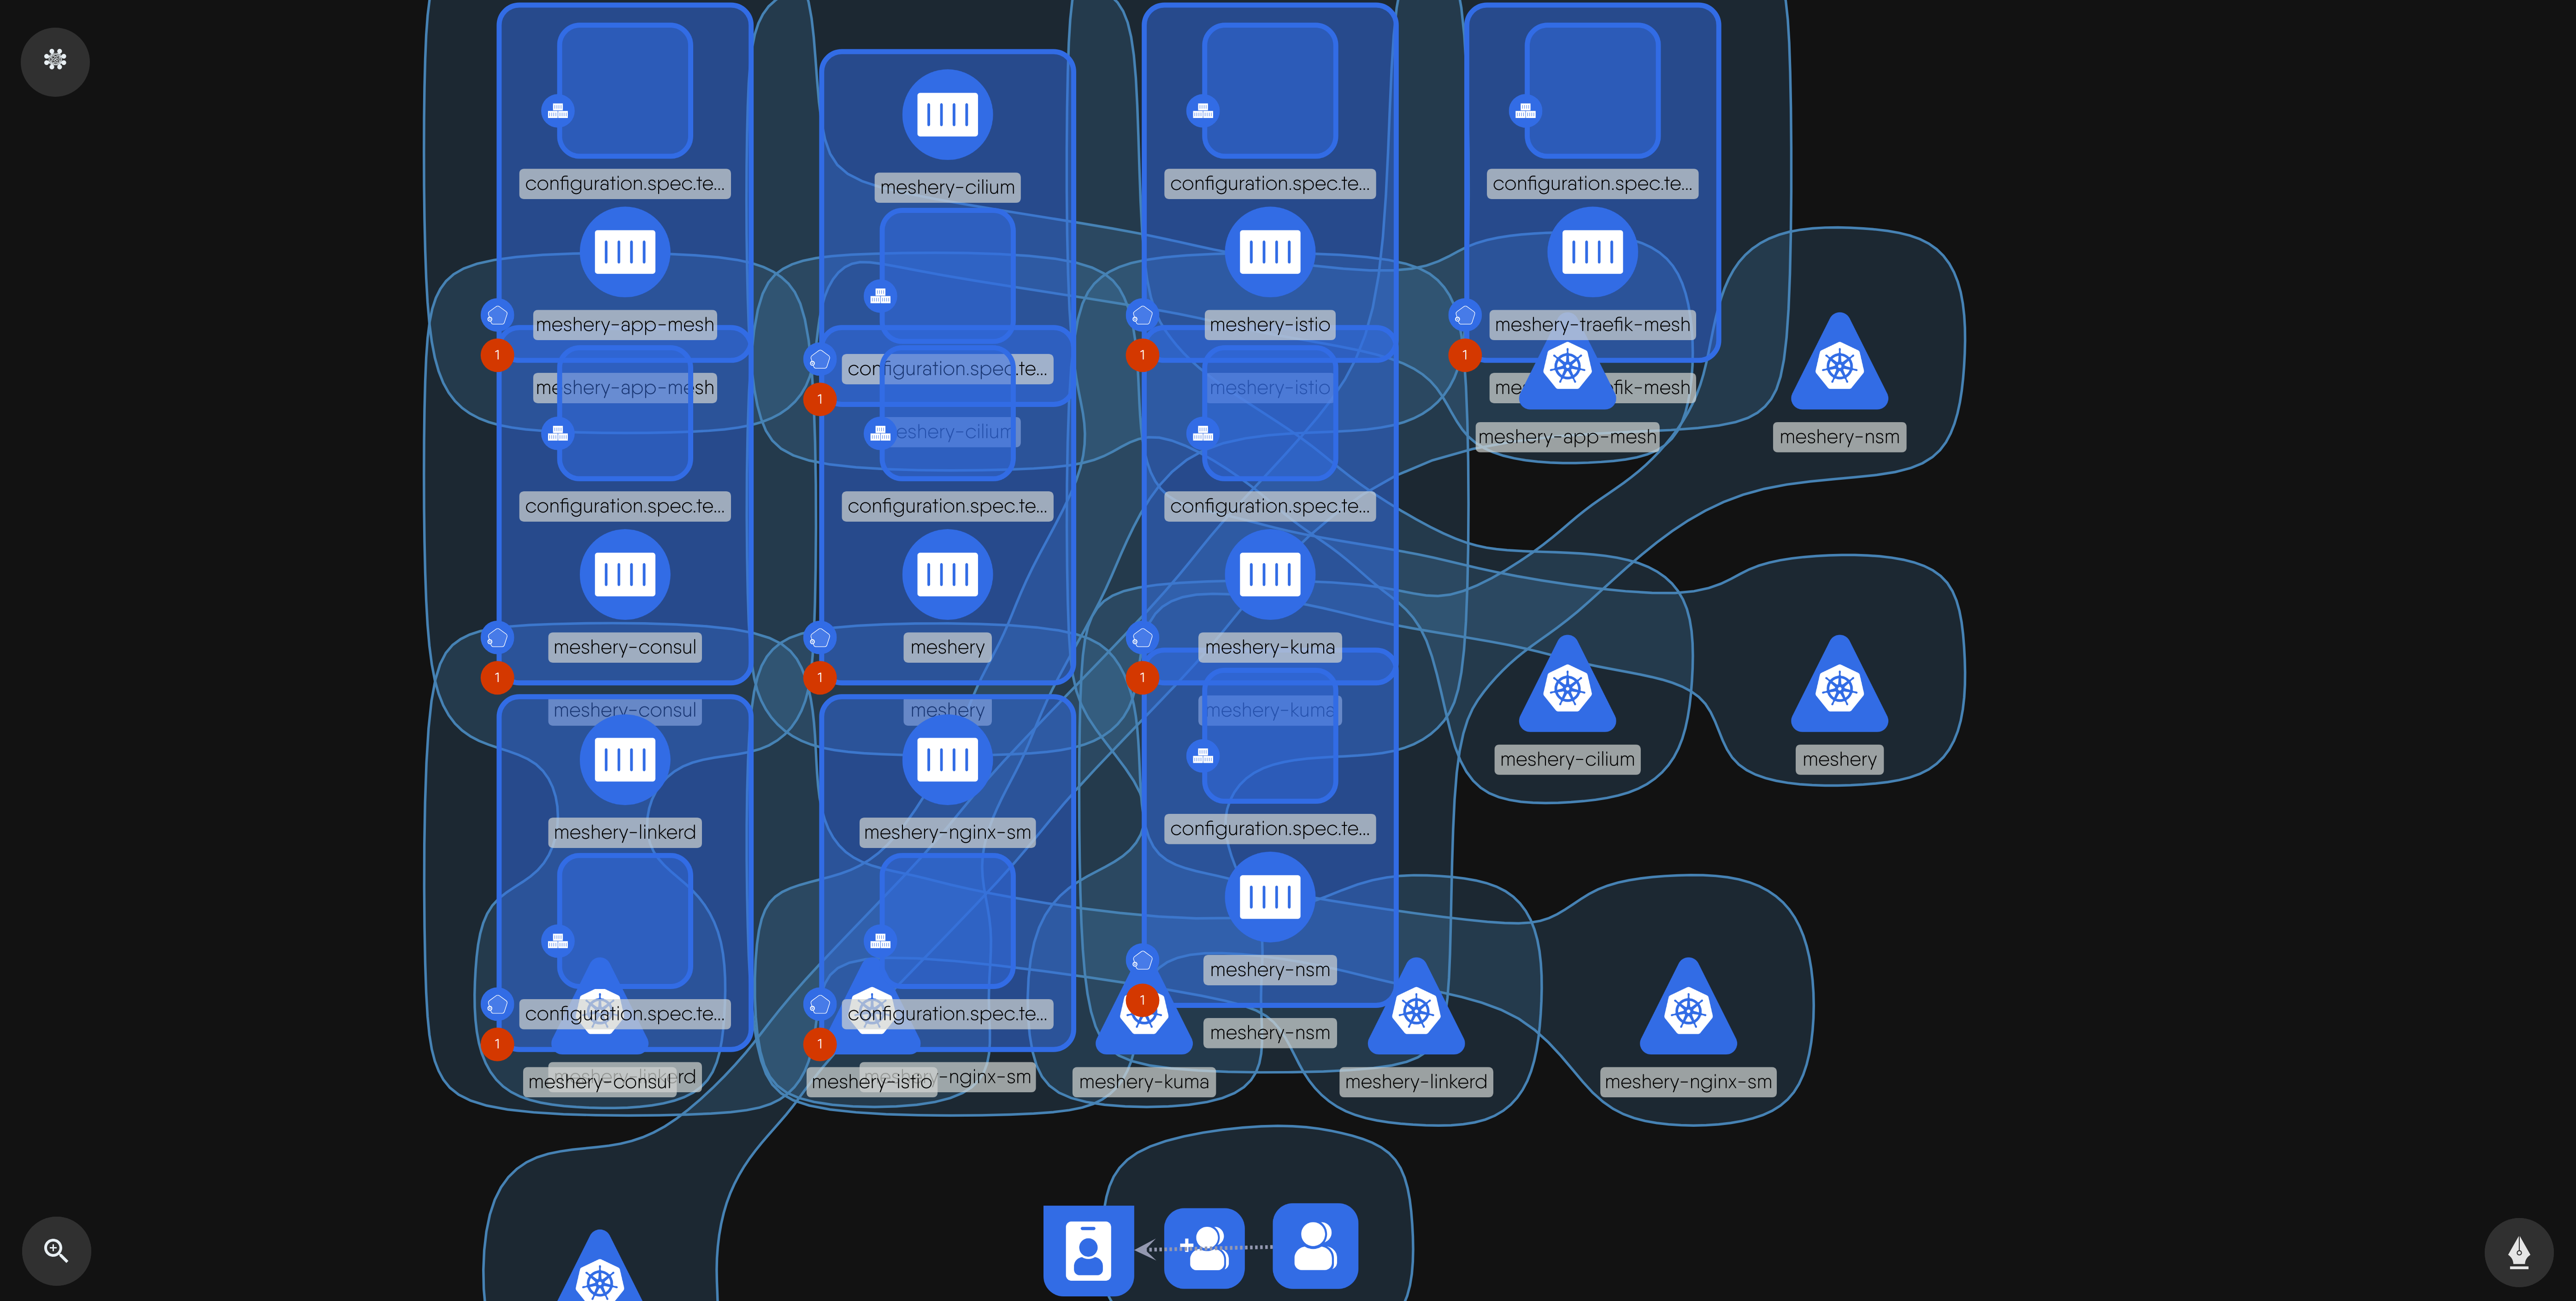 configuration.spec.te...
meshery-app-mesh
meshery-app-mesh
1
configuration.spec.te...
meshery-consul
meshery-consul
1
meshery-linkerd
configuration.spec.te...
1
meshery-linkerd
meshery-consul
meshery-cilium
configuration.spec.te...
1
meshery-cilium
configuration.spec.te...
meshery
1
meshery
meshery-nginx-sm
configuration.spec.te...
1
meshery-nginx-sm
meshery-istio
configuration.spec.te...
meshery-istio
1
meshery-istio
configuration.spec.te...
meshery-kuma
1
meshery-kuma
configuration.spec.te...
meshery-nsm
1
meshery-nsm
meshery-kuma
configuration.spec.te...
meshery-traefik-mesh
1
meshery-traefik-mesh
meshery-app-mesh
meshery-nsm
meshery-cilium
meshery
meshery-linkerd
meshery-nginx-sm